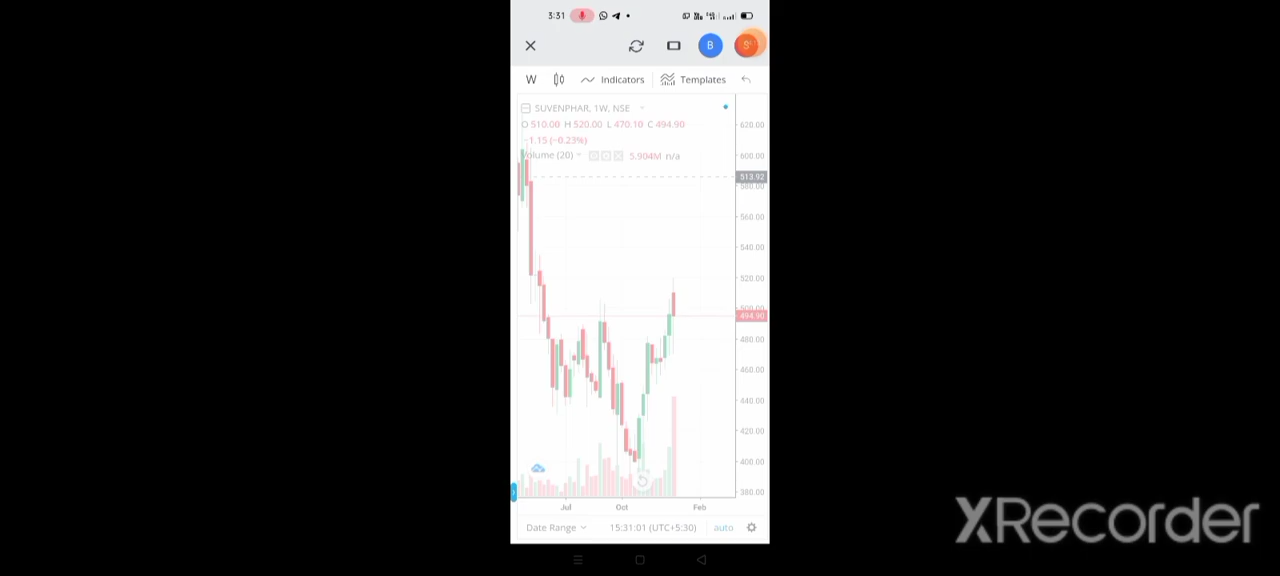 3:31
B
W Indicators Templates
SUVENPHAR, 1W, NSE
O 510.00 H 520.00 L 470.10 C 494.90
−1.15 (−0.23%)
Volume (20) 5.904M n/a
620.00
600.00
513.92
580.00
560.00
540.00
520.00
500.00
494.90
480.00
460.00
440.00
420.00
400.00
380.00
Jul Oct Feb
Date Range 15:31:01 (UTC+5:30) auto
XRecorder